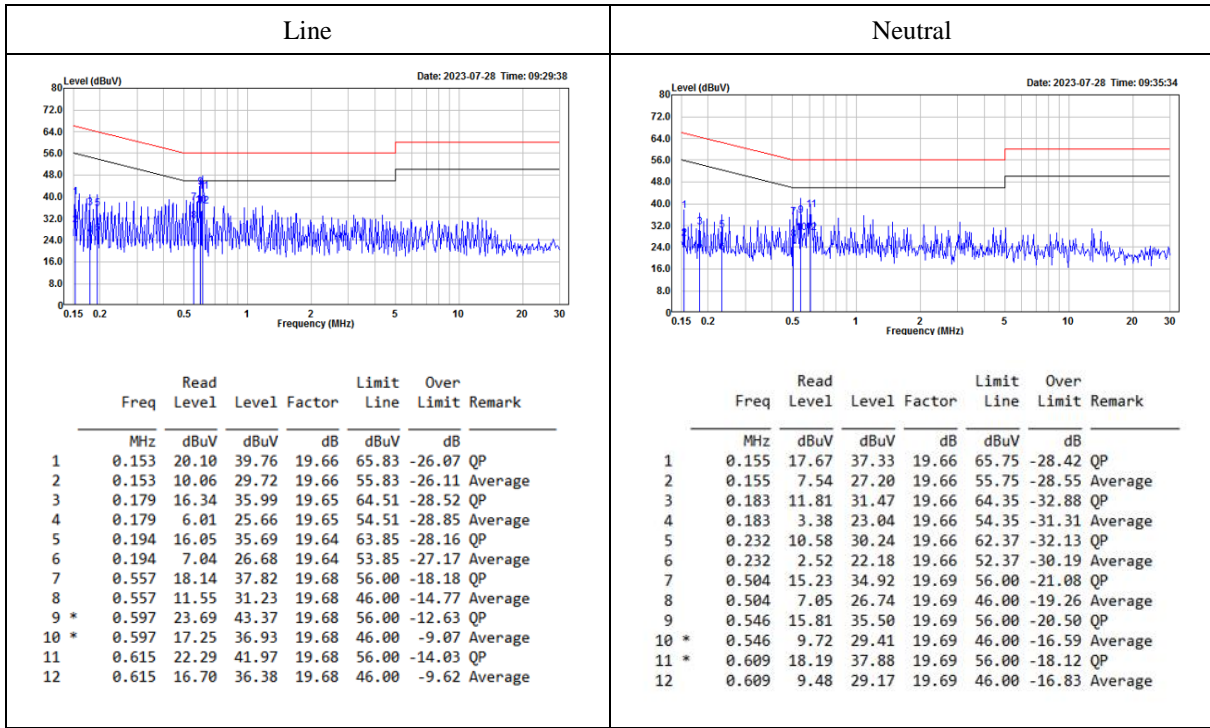 Line
Neutral
Level (dBuV)
Date: 2023-07-28 Time: 09:29:38
80
72.0
64.0
56.0
48.0
40.0
32.0
24.0
16.0
8.0
0
0.15 0.2 0.5 1 2 5 10 20 30
Frequency (MHz)
Read Limit Over
Freq Level Level Factor Line Limit Remark
MHz dBuV dBuV dB dBuV dB
1 0.153 20.10 39.76 19.66 65.83 -26.07 QP
2 0.153 10.06 29.72 19.66 55.83 -26.11 Average
3 0.179 16.34 35.99 19.65 64.51 -28.52 QP
4 0.179 6.01 25.66 19.65 54.51 -28.85 Average
5 0.194 16.05 35.69 19.64 63.85 -28.16 QP
6 0.194 7.04 26.68 19.64 53.85 -27.17 Average
7 0.557 18.14 37.82 19.68 56.00 -18.18 QP
8 0.557 11.55 31.23 19.68 46.00 -14.77 Average
9 * 0.597 23.69 43.37 19.68 56.00 -12.63 QP
10 * 0.597 17.25 36.93 19.68 46.00 -9.07 Average
11 0.615 22.29 41.97 19.68 56.00 -14.03 QP
12 0.615 16.70 36.38 19.68 46.00 -9.62 Average
Level (dBuV)
Date: 2023-07-28 Time: 09:35:34
80
72.0
64.0
56.0
48.0
40.0
32.0
24.0
16.0
8.0
0
0.15 0.2 0.5 1 2 5 10 20 30
Frequency (MHz)
Read Limit Over
Freq Level Level Factor Line Limit Remark
MHz dBuV dBuV dB dBuV dB
1 0.155 17.67 37.33 19.66 65.75 -28.42 QP
2 0.155 7.54 27.20 19.66 55.75 -28.55 Average
3 0.183 11.81 31.47 19.66 64.35 -32.88 QP
4 0.183 3.38 23.04 19.66 54.35 -31.31 Average
5 0.232 10.58 30.24 19.66 62.37 -32.13 QP
6 0.232 2.52 22.18 19.66 52.37 -30.19 Average
7 0.504 15.23 34.92 19.69 56.00 -21.08 QP
8 0.504 7.05 26.74 19.69 46.00 -19.26 Average
9 0.546 15.81 35.50 19.69 56.00 -20.50 QP
10 * 0.546 9.72 29.41 19.69 46.00 -16.59 Average
11 * 0.609 18.19 37.88 19.69 56.00 -18.12 QP
12 0.609 9.48 29.17 19.69 46.00 -16.83 Average